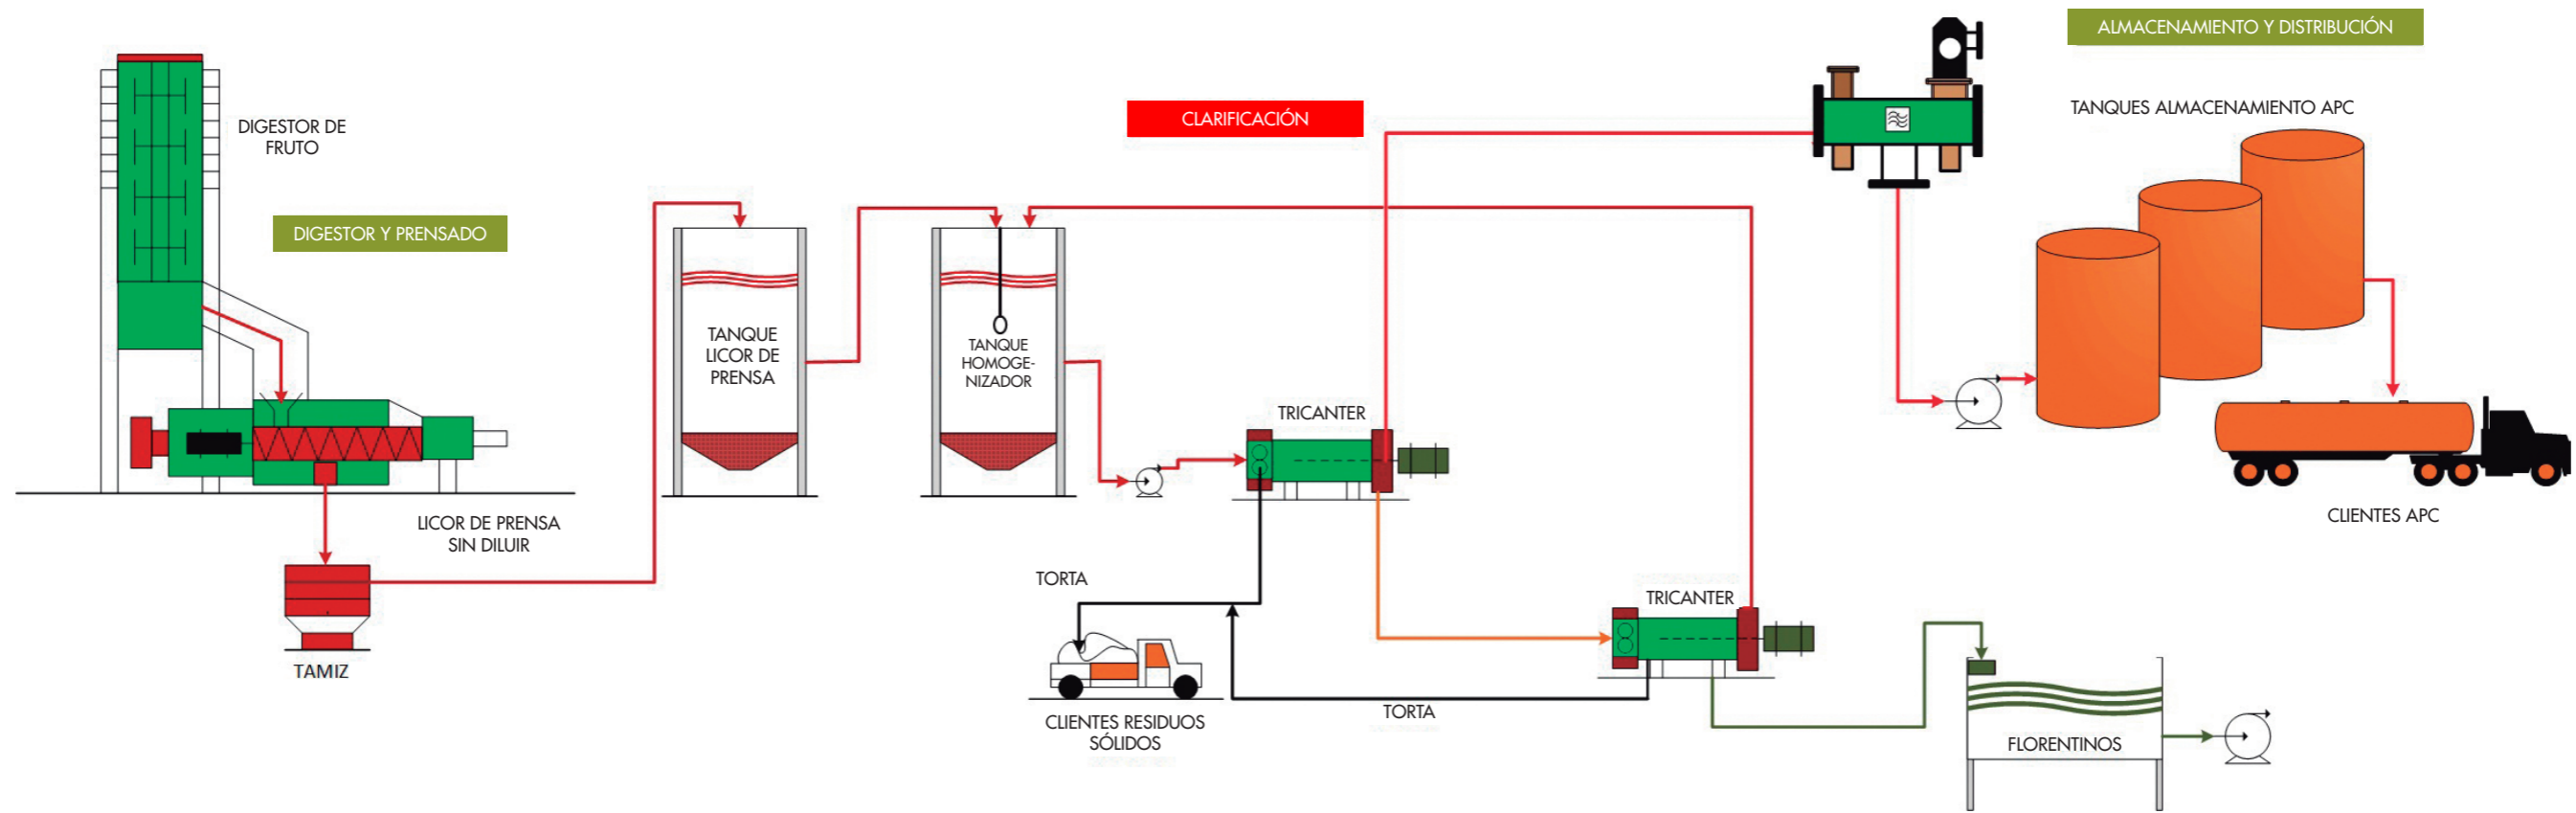 ALMACENAMIENTO Y DISTRIBUCIÓN
TANQUES ALMACENAMIENTO APC
CLARIFICACIÓN
DIGESTOR DE
FRUTO
DIGESTOR Y PRENSADO
TANQUE
LICOR DE
PRENSA
TANQUE
HOMOGE-
NIZADOR
TRICANTER
CLIENTES APC
LICOR DE PRENSA
SIN DILUIR
TAMIZ
TORTA
TRICANTER
CLIENTES RESIDUOS
SÓLIDOS
TORTA
FLORENTINOS